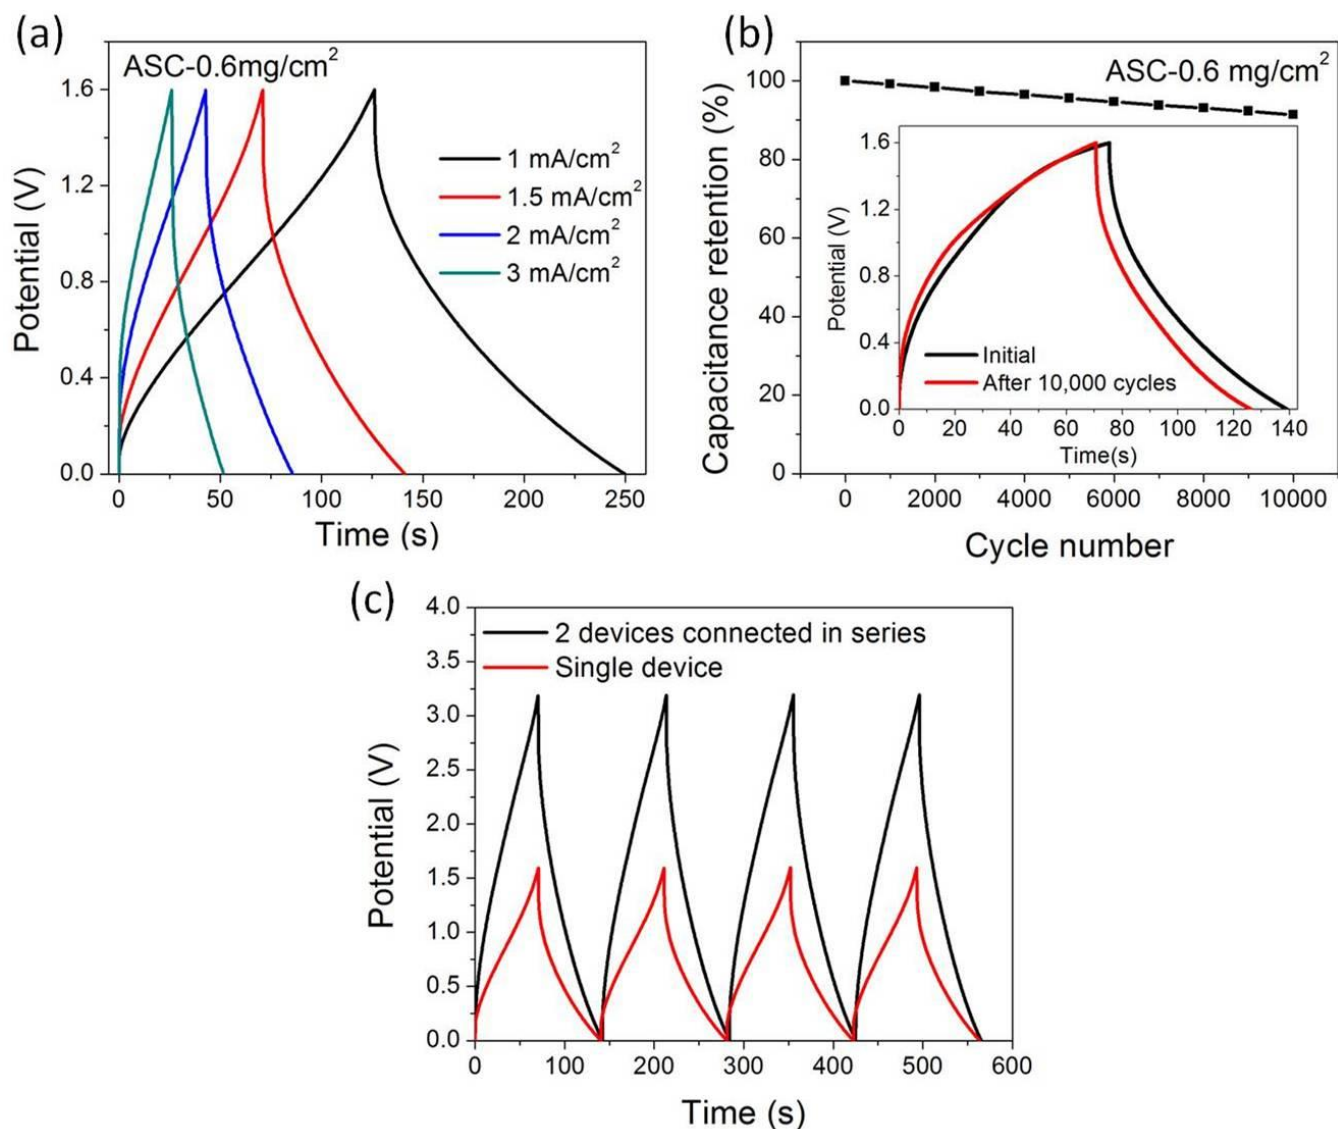 (a)
ASC-0.6mg/cm²
1 mA/cm²
1.5 mA/cm²
2 mA/cm²
3 mA/cm²
Potential (V)
1.6
1.2
0.8
0.4
0.0
0 50 100 150 200 250
Time (s)
(b)
ASC-0.6 mg/cm²
Capacitance retention (%)
100
80
60
40
20
0
Potential (V)
1.6
1.2
0.8
0.4
0.0
Initial
After 10,000 cycles
0 20 40 60 80 100 120 140
Time(s)
0 2000 4000 6000 8000 10000
Cycle number
(c)
2 devices connected in series
Single device
Potential (V)
4.0
3.5
3.0
2.5
2.0
1.5
1.0
0.5
0.0
0 100 200 300 400 500 600
Time (s)